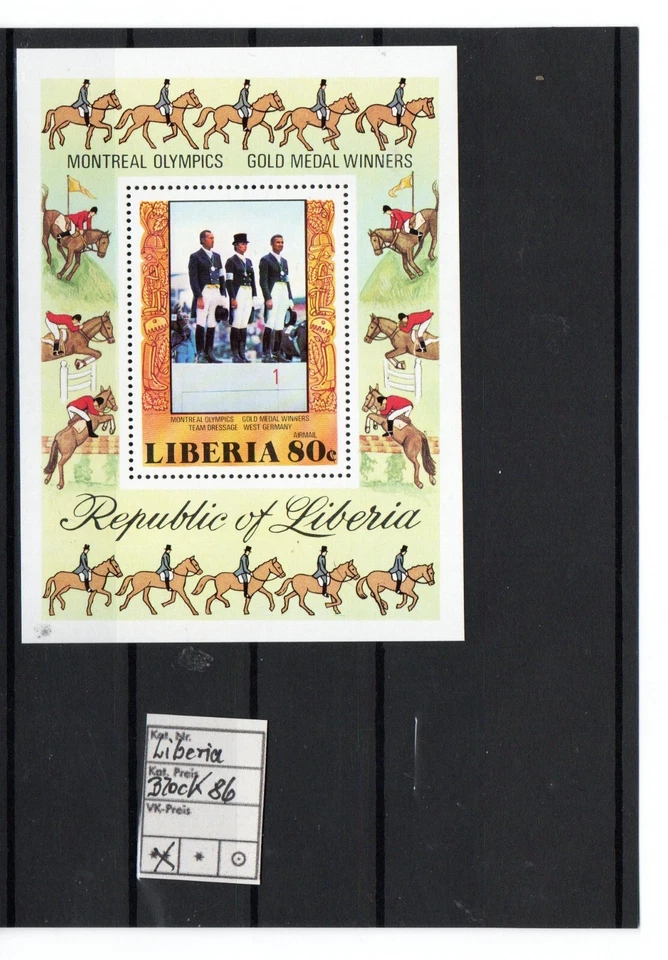 MONTREAL OLYMPICS GOLD MEDAL WINNERS
1
MONTREAL OLYMPICS GOLD MEDAL WINNERS
TEAM DRESSAGE WEST GERMANY
AIRMAIL
LIBERIA 80c
Republic of Liberia
Kat. Nr.
Liberia
Kat. Preis
Block 86
VK-Preis